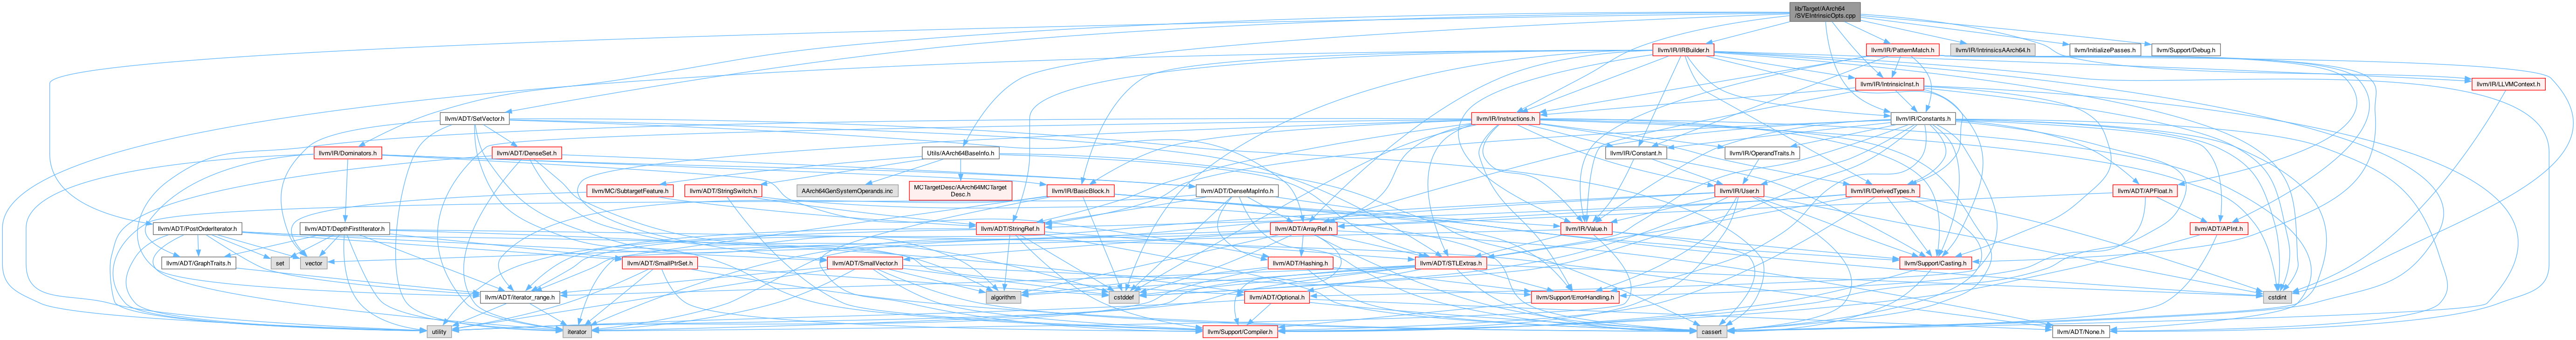 lib/Target/AArch64
/SVEIntrinsicOpts.cpp
llvm/IR/IRBuilder.h
llvm/IR/PatternMatch.h
llvm/IR/IntrinsicsAArch64.h
llvm/InitializePasses.h
llvm/Support/Debug.h
llvm/IR/IntrinsicInst.h
llvm/IR/LLVMContext.h
llvm/ADT/SetVector.h
llvm/IR/Instructions.h
llvm/IR/Constants.h
llvm/IR/Dominators.h
llvm/ADT/DenseSet.h
Utils/AArch64BaseInfo.h
llvm/IR/Constant.h
llvm/IR/OperandTraits.h
llvm/MC/SubtargetFeature.h
llvm/ADT/StringSwitch.h
AArch64GenSystemOperands.inc
MCTargetDesc/AArch64MCTarget
Desc.h
llvm/IR/BasicBlock.h
llvm/ADT/DenseMapInfo.h
llvm/IR/User.h
llvm/IR/DerivedTypes.h
llvm/ADT/APFloat.h
llvm/ADT/PostOrderIterator.h
llvm/ADT/DepthFirstIterator.h
llvm/ADT/StringRef.h
llvm/ADT/ArrayRef.h
llvm/IR/Value.h
llvm/ADT/APInt.h
llvm/ADT/GraphTraits.h
set
vector
llvm/ADT/SmallPtrSet.h
llvm/ADT/SmallVector.h
llvm/ADT/Hashing.h
llvm/ADT/STLExtras.h
llvm/Support/Casting.h
llvm/ADT/iterator_range.h
algorithm
cstddef
llvm/ADT/Optional.h
llvm/Support/ErrorHandling.h
cstdint
utility
iterator
llvm/Support/Compiler.h
cassert
llvm/ADT/None.h